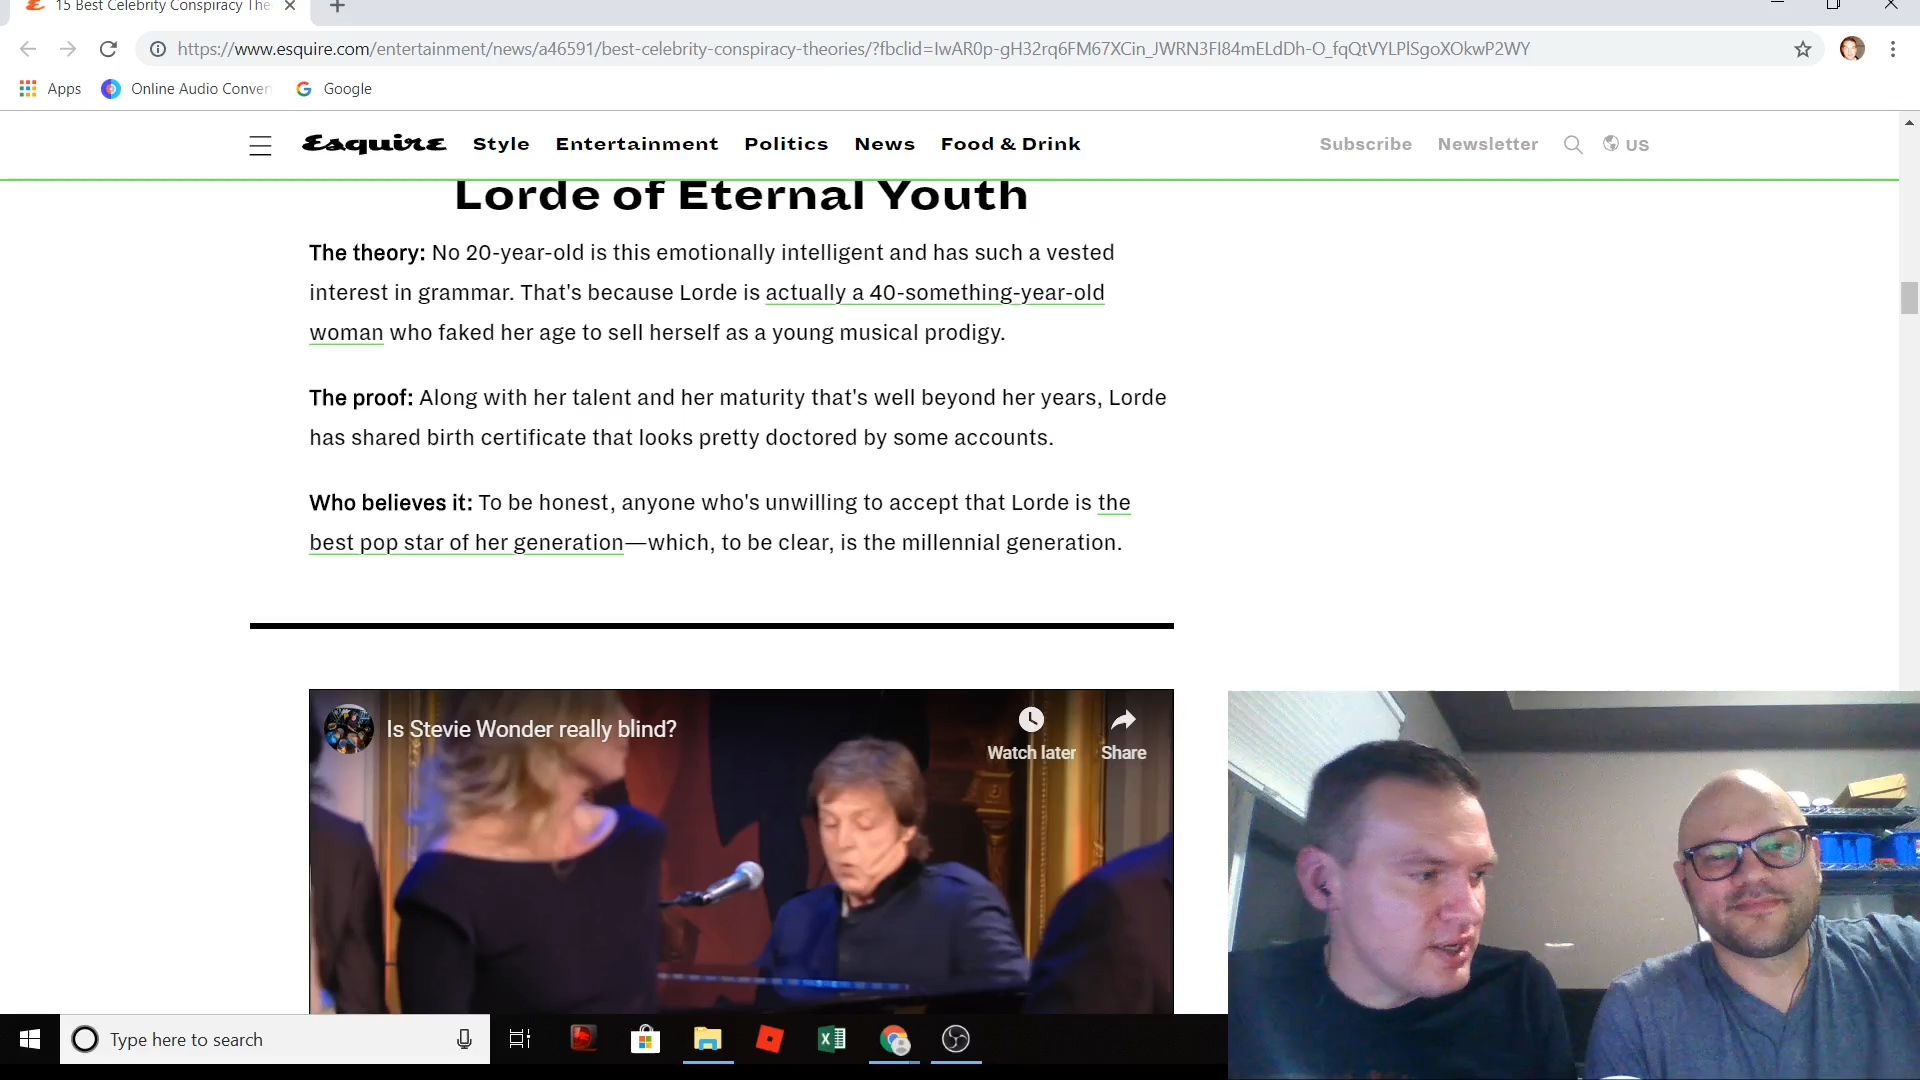 15 Best Celebrity Conspiracy The
https://www.esquire.com/entertainment/news/a46591/best-celebrity-conspiracy-theories/?fbclid=IwAR0p-gH32rq6FM67XCin_JWRN3FI84mELdDh-O_fqQtVYLPlSgoXOkwP2WY
Apps Online Audio Conver Google
Esquire Style Entertainment Politics News Food & Drink Subscribe Newsletter US
Lorde of Eternal Youth
The theory: No 20-year-old is this emotionally intelligent and has such a vested
interest in grammar. That's because Lorde is actually a 40-something-year-old
woman who faked her age to sell herself as a young musical prodigy.
The proof: Along with her talent and her maturity that's well beyond her years, Lorde
has shared birth certificate that looks pretty doctored by some accounts.
Who believes it: To be honest, anyone who's unwilling to accept that Lorde is the
best pop star of her generation—which, to be clear, is the millennial generation.
Is Stevie Wonder really blind?
Watch later Share
Type here to search